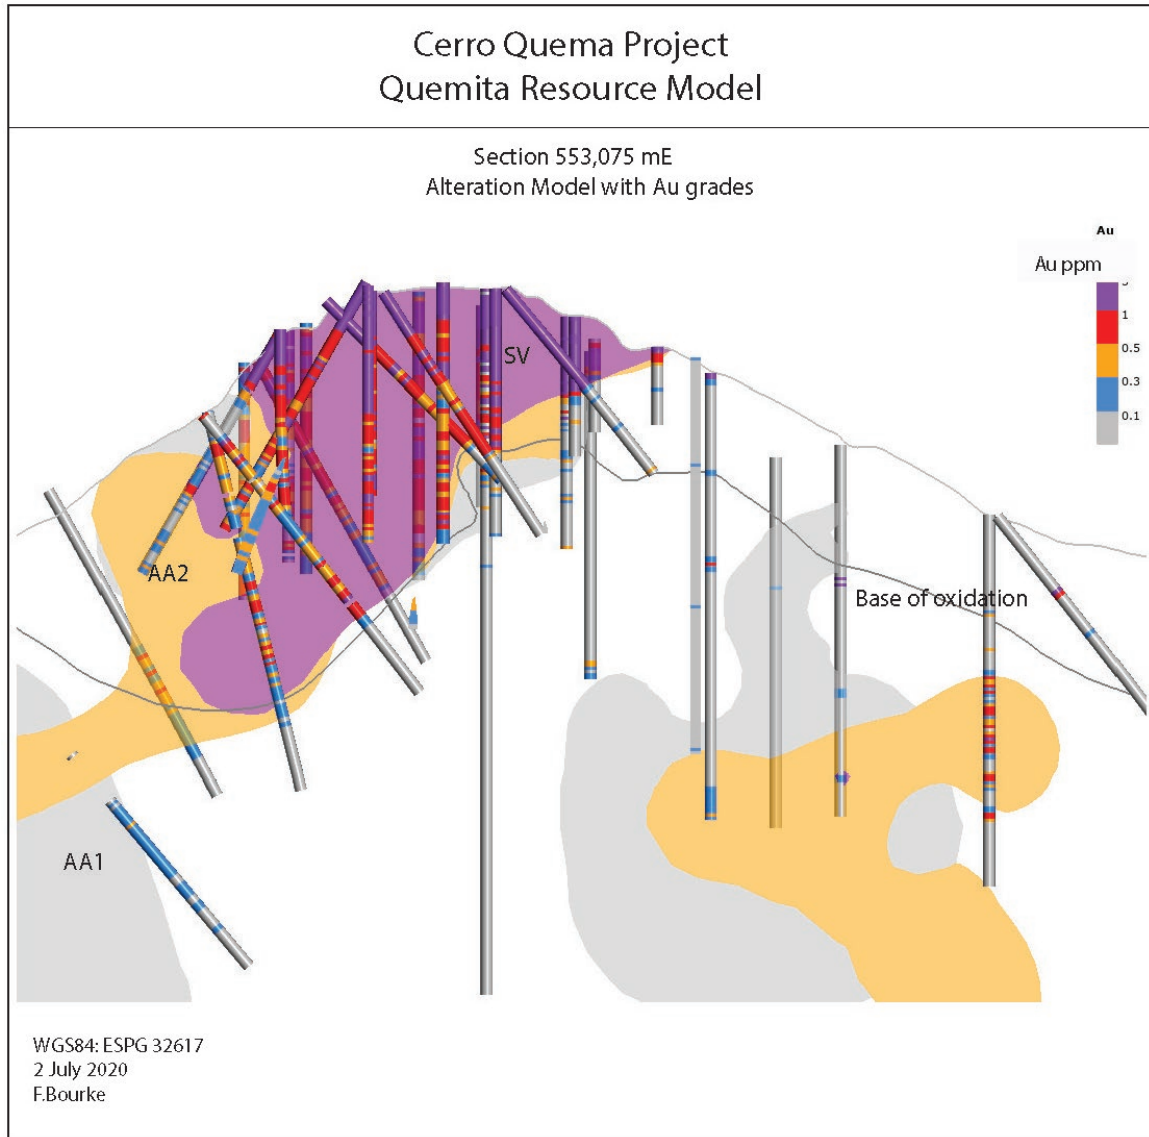 Cerro Quema Project
Quemita Resource Model
Section 553,075 mE
Alteration Model with Au grades
Au
Au ppm
1
0.5
0.3
0.1
SV
AA2
Base of oxidation
AA1
WGS84: ESPG 32617
2 July 2020
F.Bourke